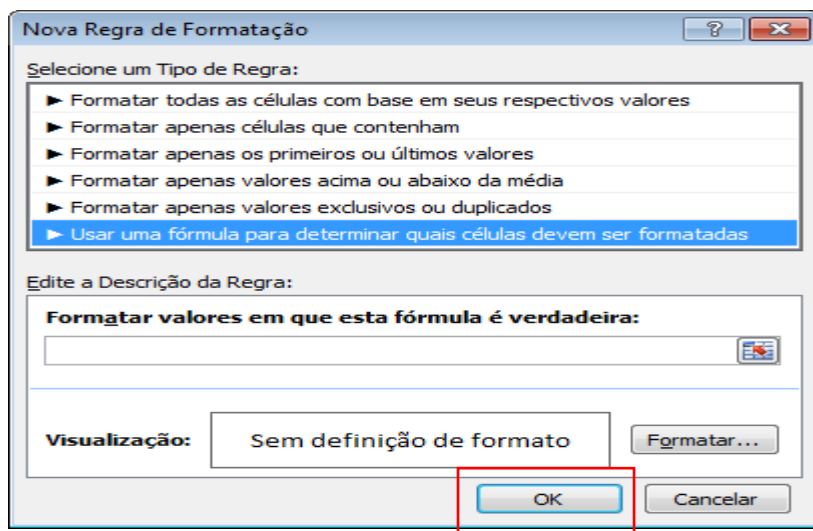 Nova Regra de Formatação
Selecione um Tipo de Regra:
► Formatar todas as células com base em seus respectivos valores
► Formatar apenas células que contenham
► Formatar apenas os primeiros ou últimos valores
► Formatar apenas valores acima ou abaixo da média
► Formatar apenas valores exclusivos ou duplicados
► Usar uma fórmula para determinar quais células devem ser formatadas
Edite a Descrição da Regra:
Formatar valores em que esta fórmula é verdadeira:
Visualização: Sem definição de formato Formatar...
OK Cancelar